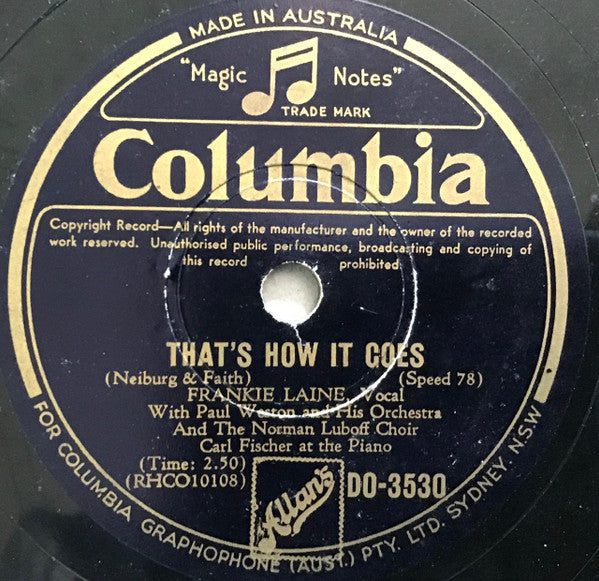 MADE IN AUSTRALIA
"Magic Notes"
TRADE MARK
Columbia
Copyright Record—All rights of the manufacturer and the owner of the recorded
work reserved. Unauthorised public performance, broadcasting and copying of
this record prohibited.
THAT'S HOW IT GOES
(Neiburg & Faith) (Speed 78)
FRANKIE LAINE, Vocal
With Paul Weston and His Orchestra
And The Norman Luboff Choir
Carl Fischer at the Piano
(Time: 2.50)
(RHCO10108)
Allan's
DO-3530
FOR COLUMBIA GRAPHOPHONE (AUST.) PTY. LTD. SYDNEY. N.S.W